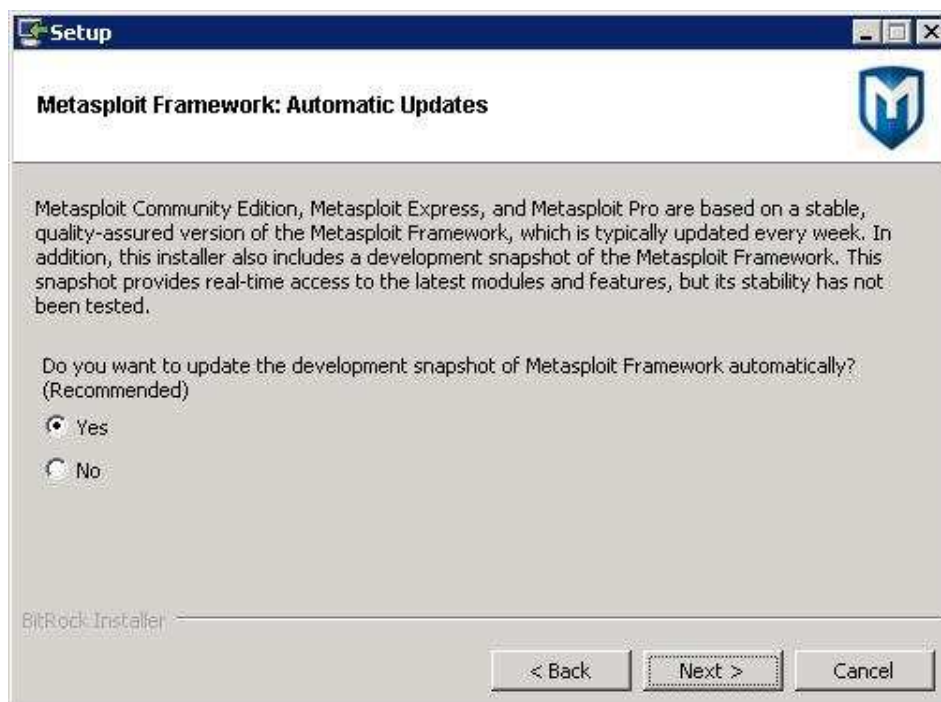 Setup
Metasploit Framework: Automatic Updates
M
Metasploit Community Edition, Metasploit Express, and Metasploit Pro are based on a stable,
quality-assured version of the Metasploit Framework, which is typically updated every week. In
addition, this installer also includes a development snapshot of the Metasploit Framework. This
snapshot provides real-time access to the latest modules and features, but its stability has not
been tested.
Do you want to update the development snapshot of Metasploit Framework automatically?
(Recommended)
Yes
No
BitRock Installer
< Back
Next >
Cancel